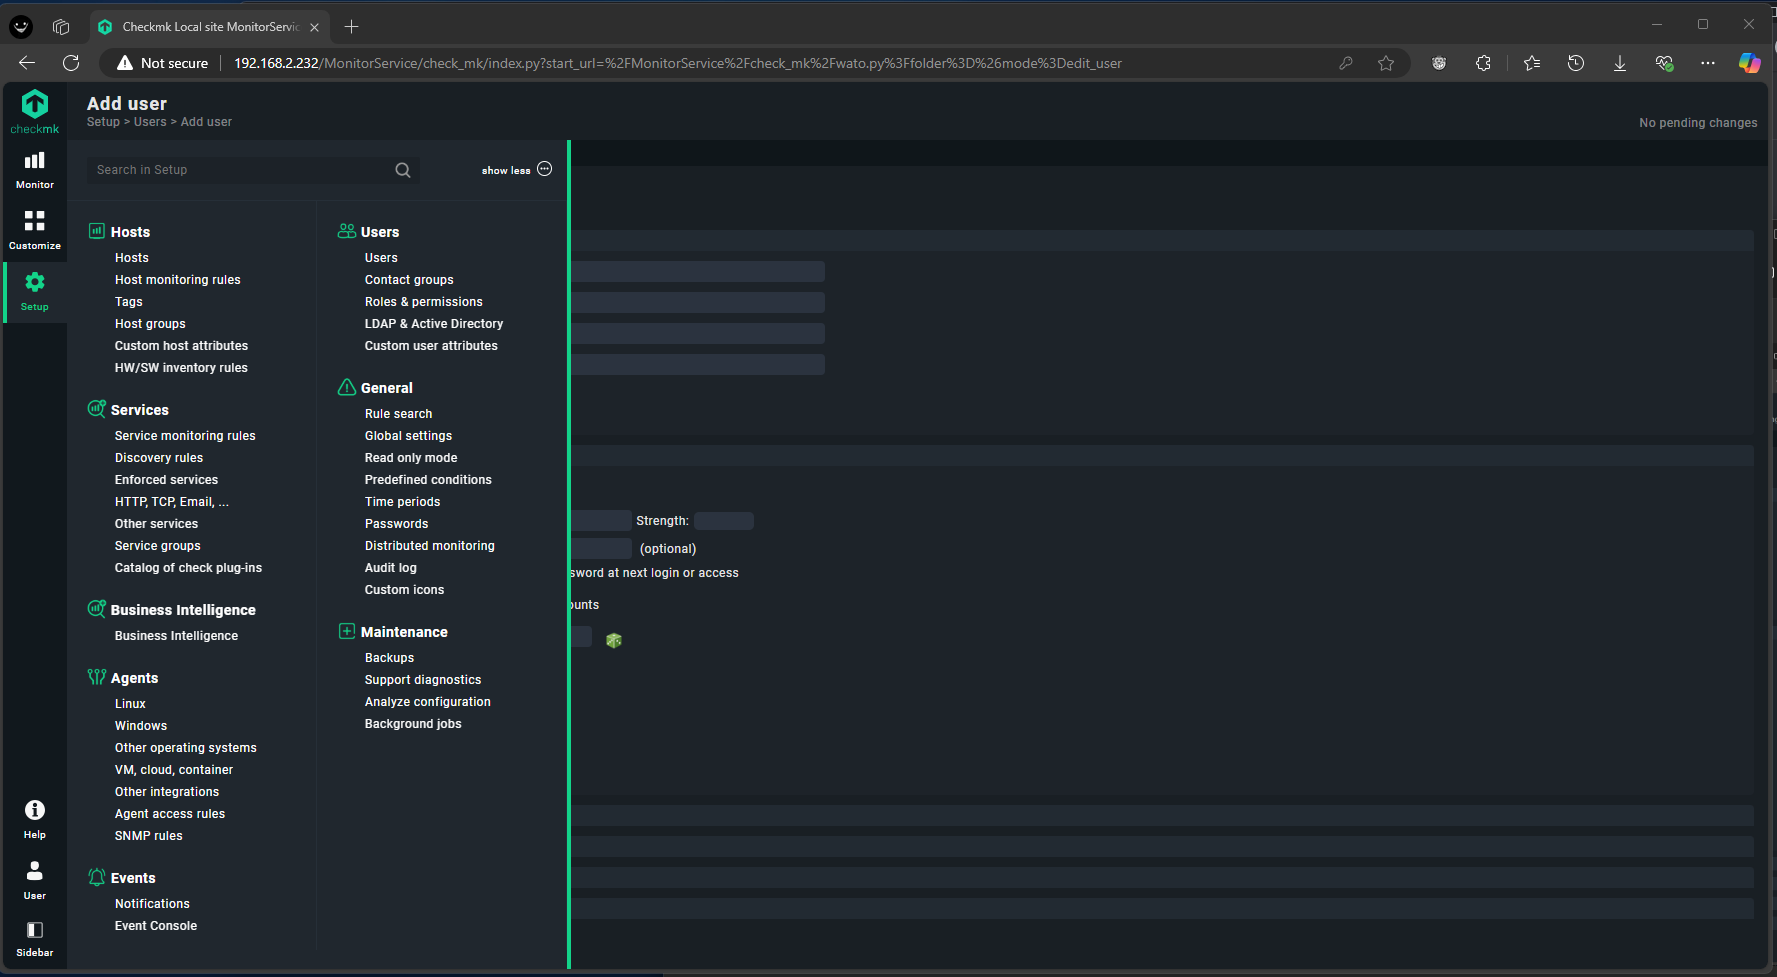 Checkmk Local site MonitorServic
Not secure
192.168.2.232/MonitorService/check_mk/index.py?start_url=%2FMonitorService%2Fcheck_mk%2Fwato.py%3Ffolder%3D%26mode%3Dedit_user
checkmk
Add user
Setup > Users > Add user
No pending changes
Monitor
Customize
Setup
Search in Setup
show less
Hosts
Hosts
Host monitoring rules
Tags
Host groups
Custom host attributes
HW/SW inventory rules
Services
Service monitoring rules
Discovery rules
Enforced services
HTTP, TCP, Email, ...
Other services
Service groups
Catalog of check plug-ins
Business Intelligence
Business Intelligence
Agents
Linux
Windows
Other operating systems
VM, cloud, container
Other integrations
Agent access rules
SNMP rules
Events
Notifications
Event Console
Users
Users
Contact groups
Roles & permissions
LDAP & Active Directory
Custom user attributes
General
Rule search
Global settings
Read only mode
Predefined conditions
Time periods
Passwords
Distributed monitoring
Audit log
Custom icons
Maintenance
Backups
Support diagnostics
Analyze configuration
Background jobs
Strength:
(optional)
sword at next login or access
ounts
Help
User
Sidebar